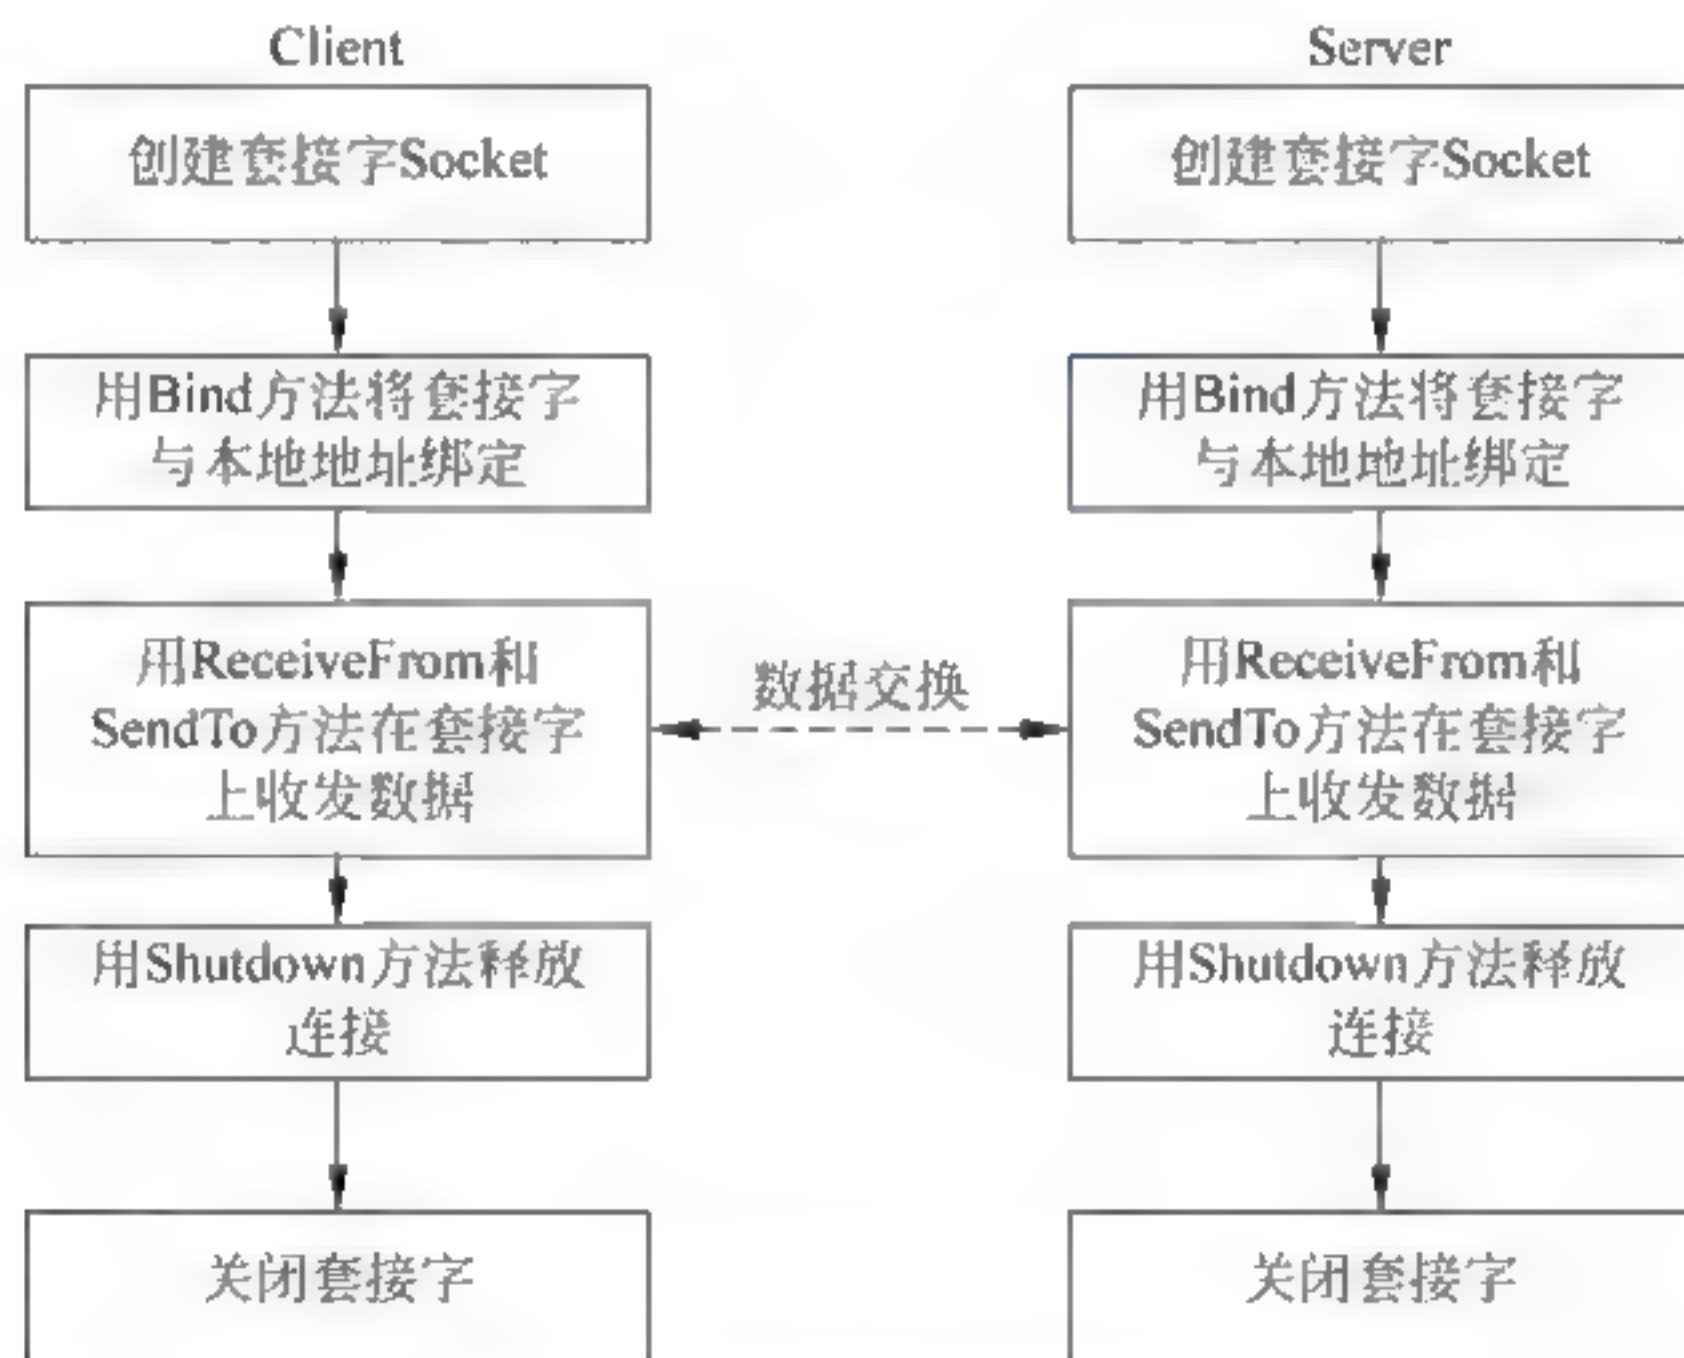 Client
创建套接字Socket
用Bind方法将套接字
与本地地址绑定
用ReceiveFrom和
SendTo方法在套接字
上收发数据
用Shutdown方法释放
连接
关闭套接字
数据交换
Server
创建套接字Socket
用Bind方法将套接字
与本地地址绑定
用ReceiveFrom和
SendTo方法在套接字
上收发数据
用Shutdown方法释放
连接
关闭套接字